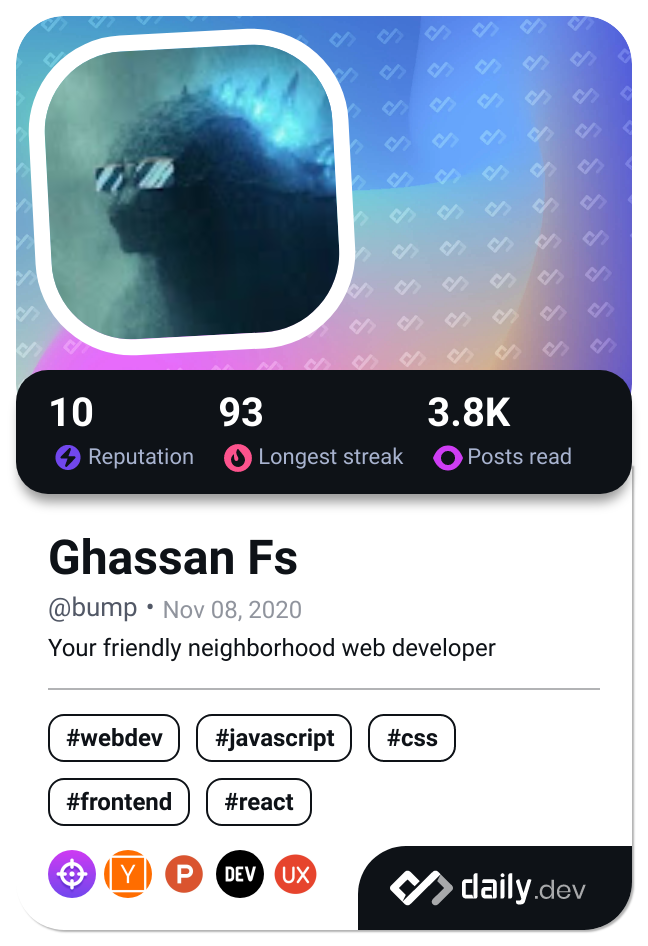 10 93 3.8K
Reputation Longest streak Posts read
Ghassan Fs
@bump • Nov 08, 2020
Your friendly neighborhood web developer
#webdev #javascript #css
#frontend #react
Y P DEV UX
daily.dev